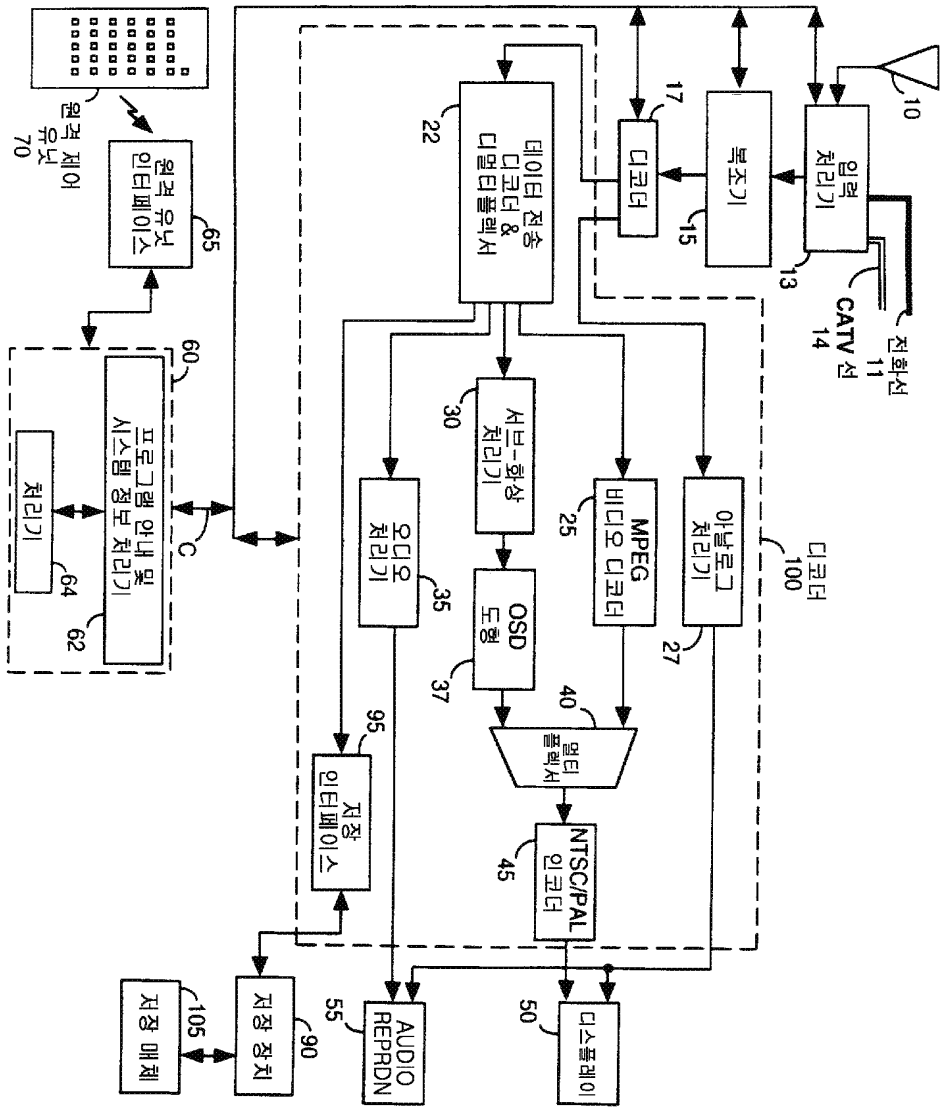 10
입력
처리기
13
전화선
11
CATV 선
14
복조기
15
디코더
17
데이터 전송
디코더 &
디멀티플렉서
22
디코더
100
아날로그
처리기
27
MPEG
비디오 디코더
25
서브-화상
처리기
30
OSD
도형
37
오디오
처리기
35
멀티
플렉서
40
NTSC/PAL
인코더
45
저장
인터페이스
95
디스플레이
50
AUDIO
REPRDN
55
저장 장치
90
저장 매체
105
원격 제어
유닛
70
원격 유닛
인터페이스
65
C
60
프로그램 안내 및
시스템 정보 처리기
62
처리기
64